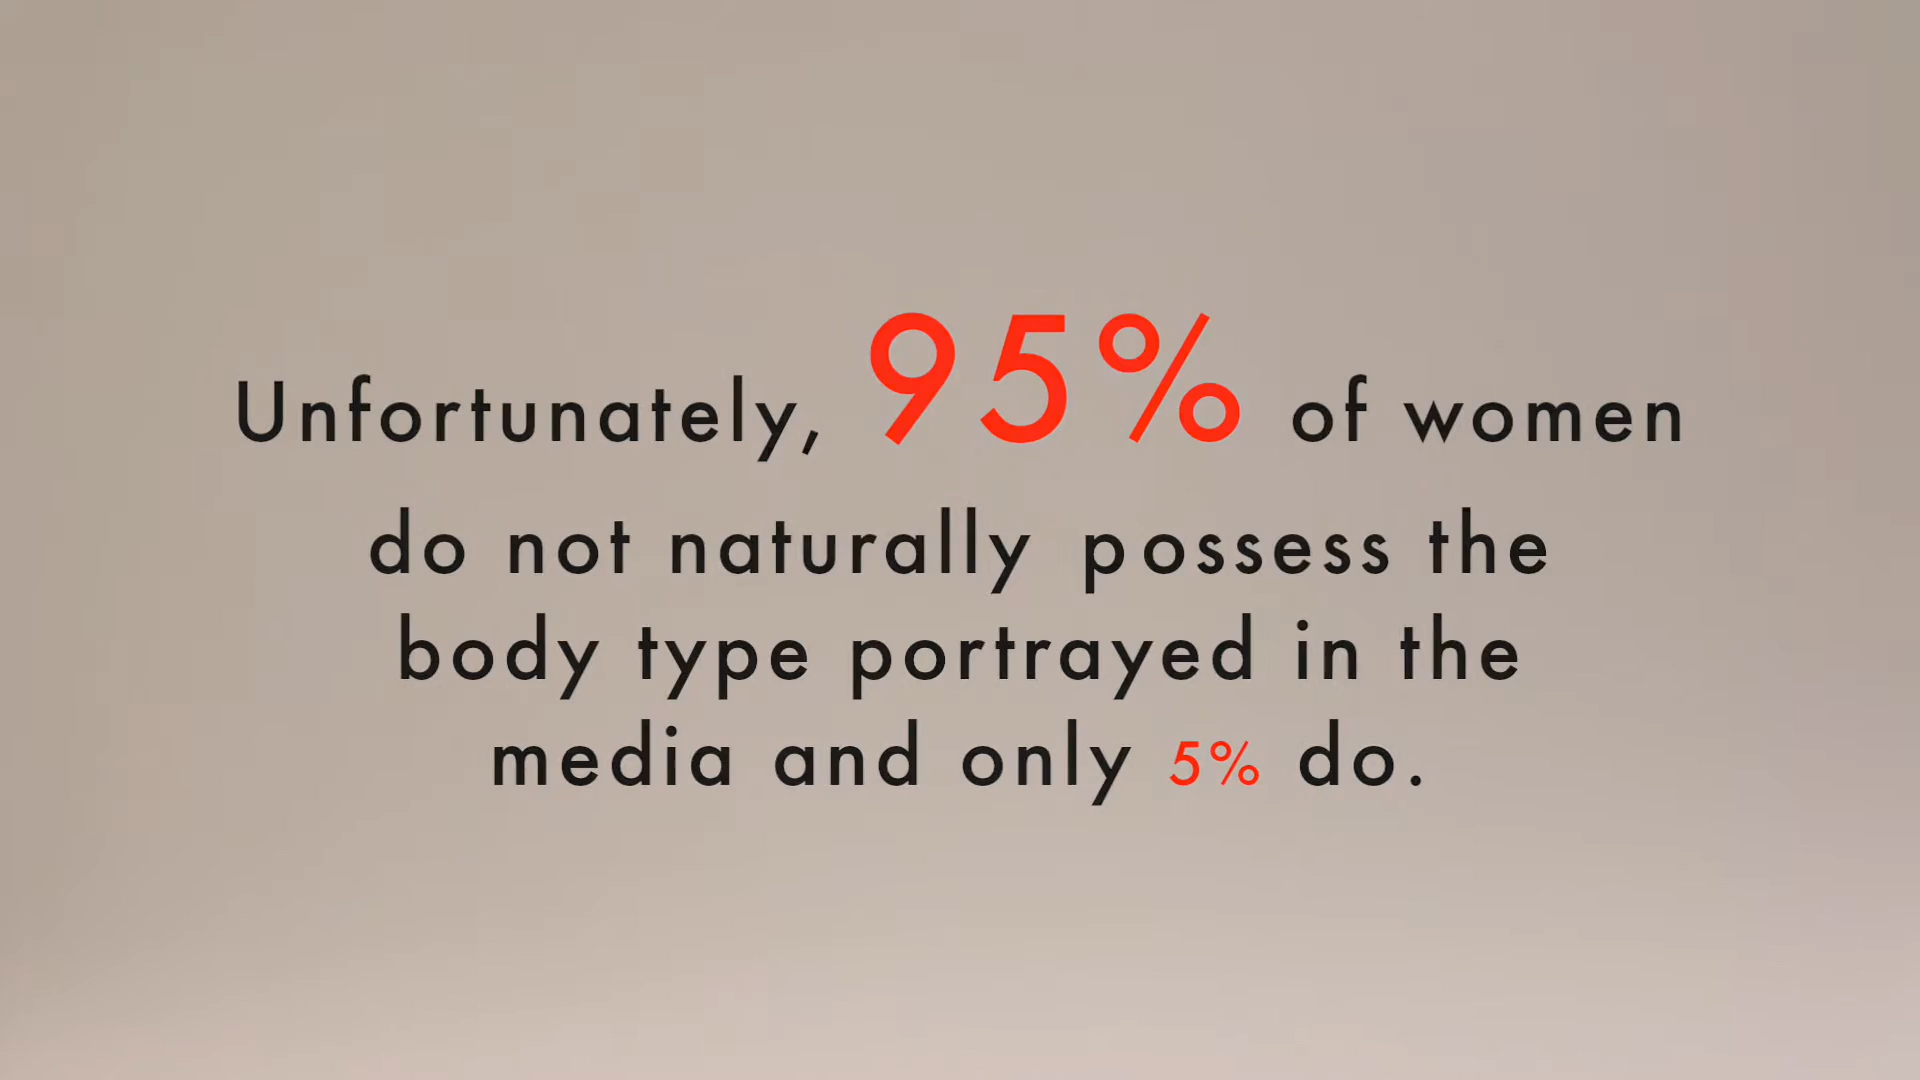 Unfortunately, 95% of women
do not naturally possess the
body type portrayed in the
media and only 5% do.